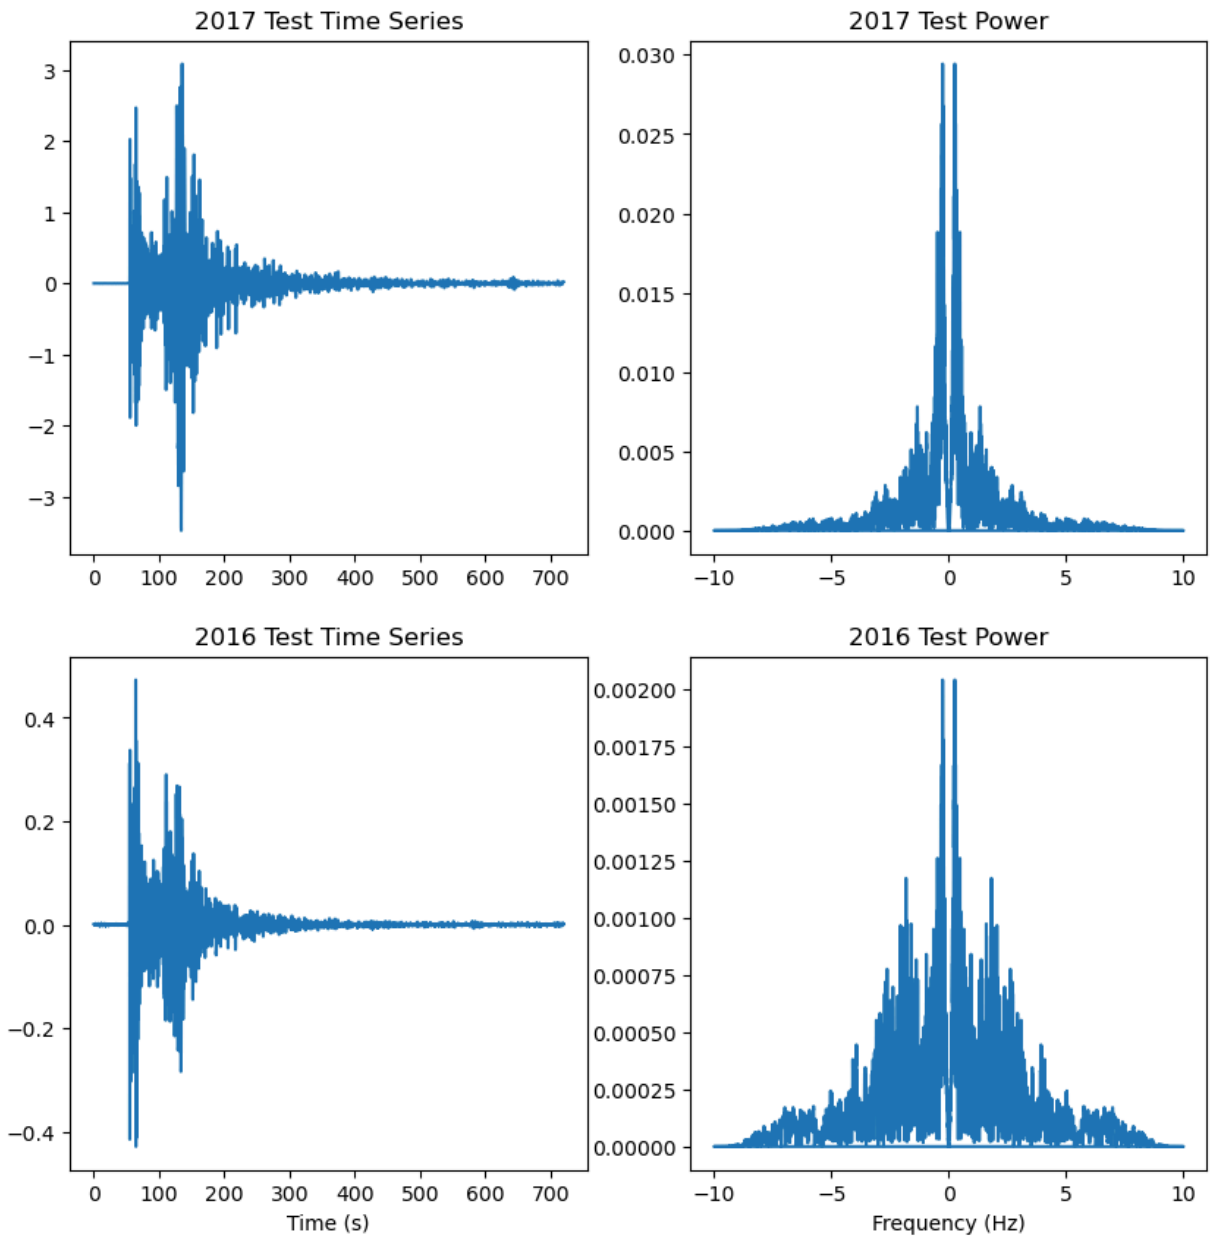 2017 Test Time Series
3
2
1
0
−1
−2
−3
0 100 200 300 400 500 600 700
2017 Test Power
0.030
0.025
0.020
0.015
0.010
0.005
0.000
−10 −5 0 5 10
2016 Test Time Series
0.4
0.2
0.0
−0.2
−0.4
0 100 200 300 400 500 600 700
Time (s)
2016 Test Power
0.00200
0.00175
0.00150
0.00125
0.00100
0.00075
0.00050
0.00025
0.00000
−10 −5 0 5 10
Frequency (Hz)